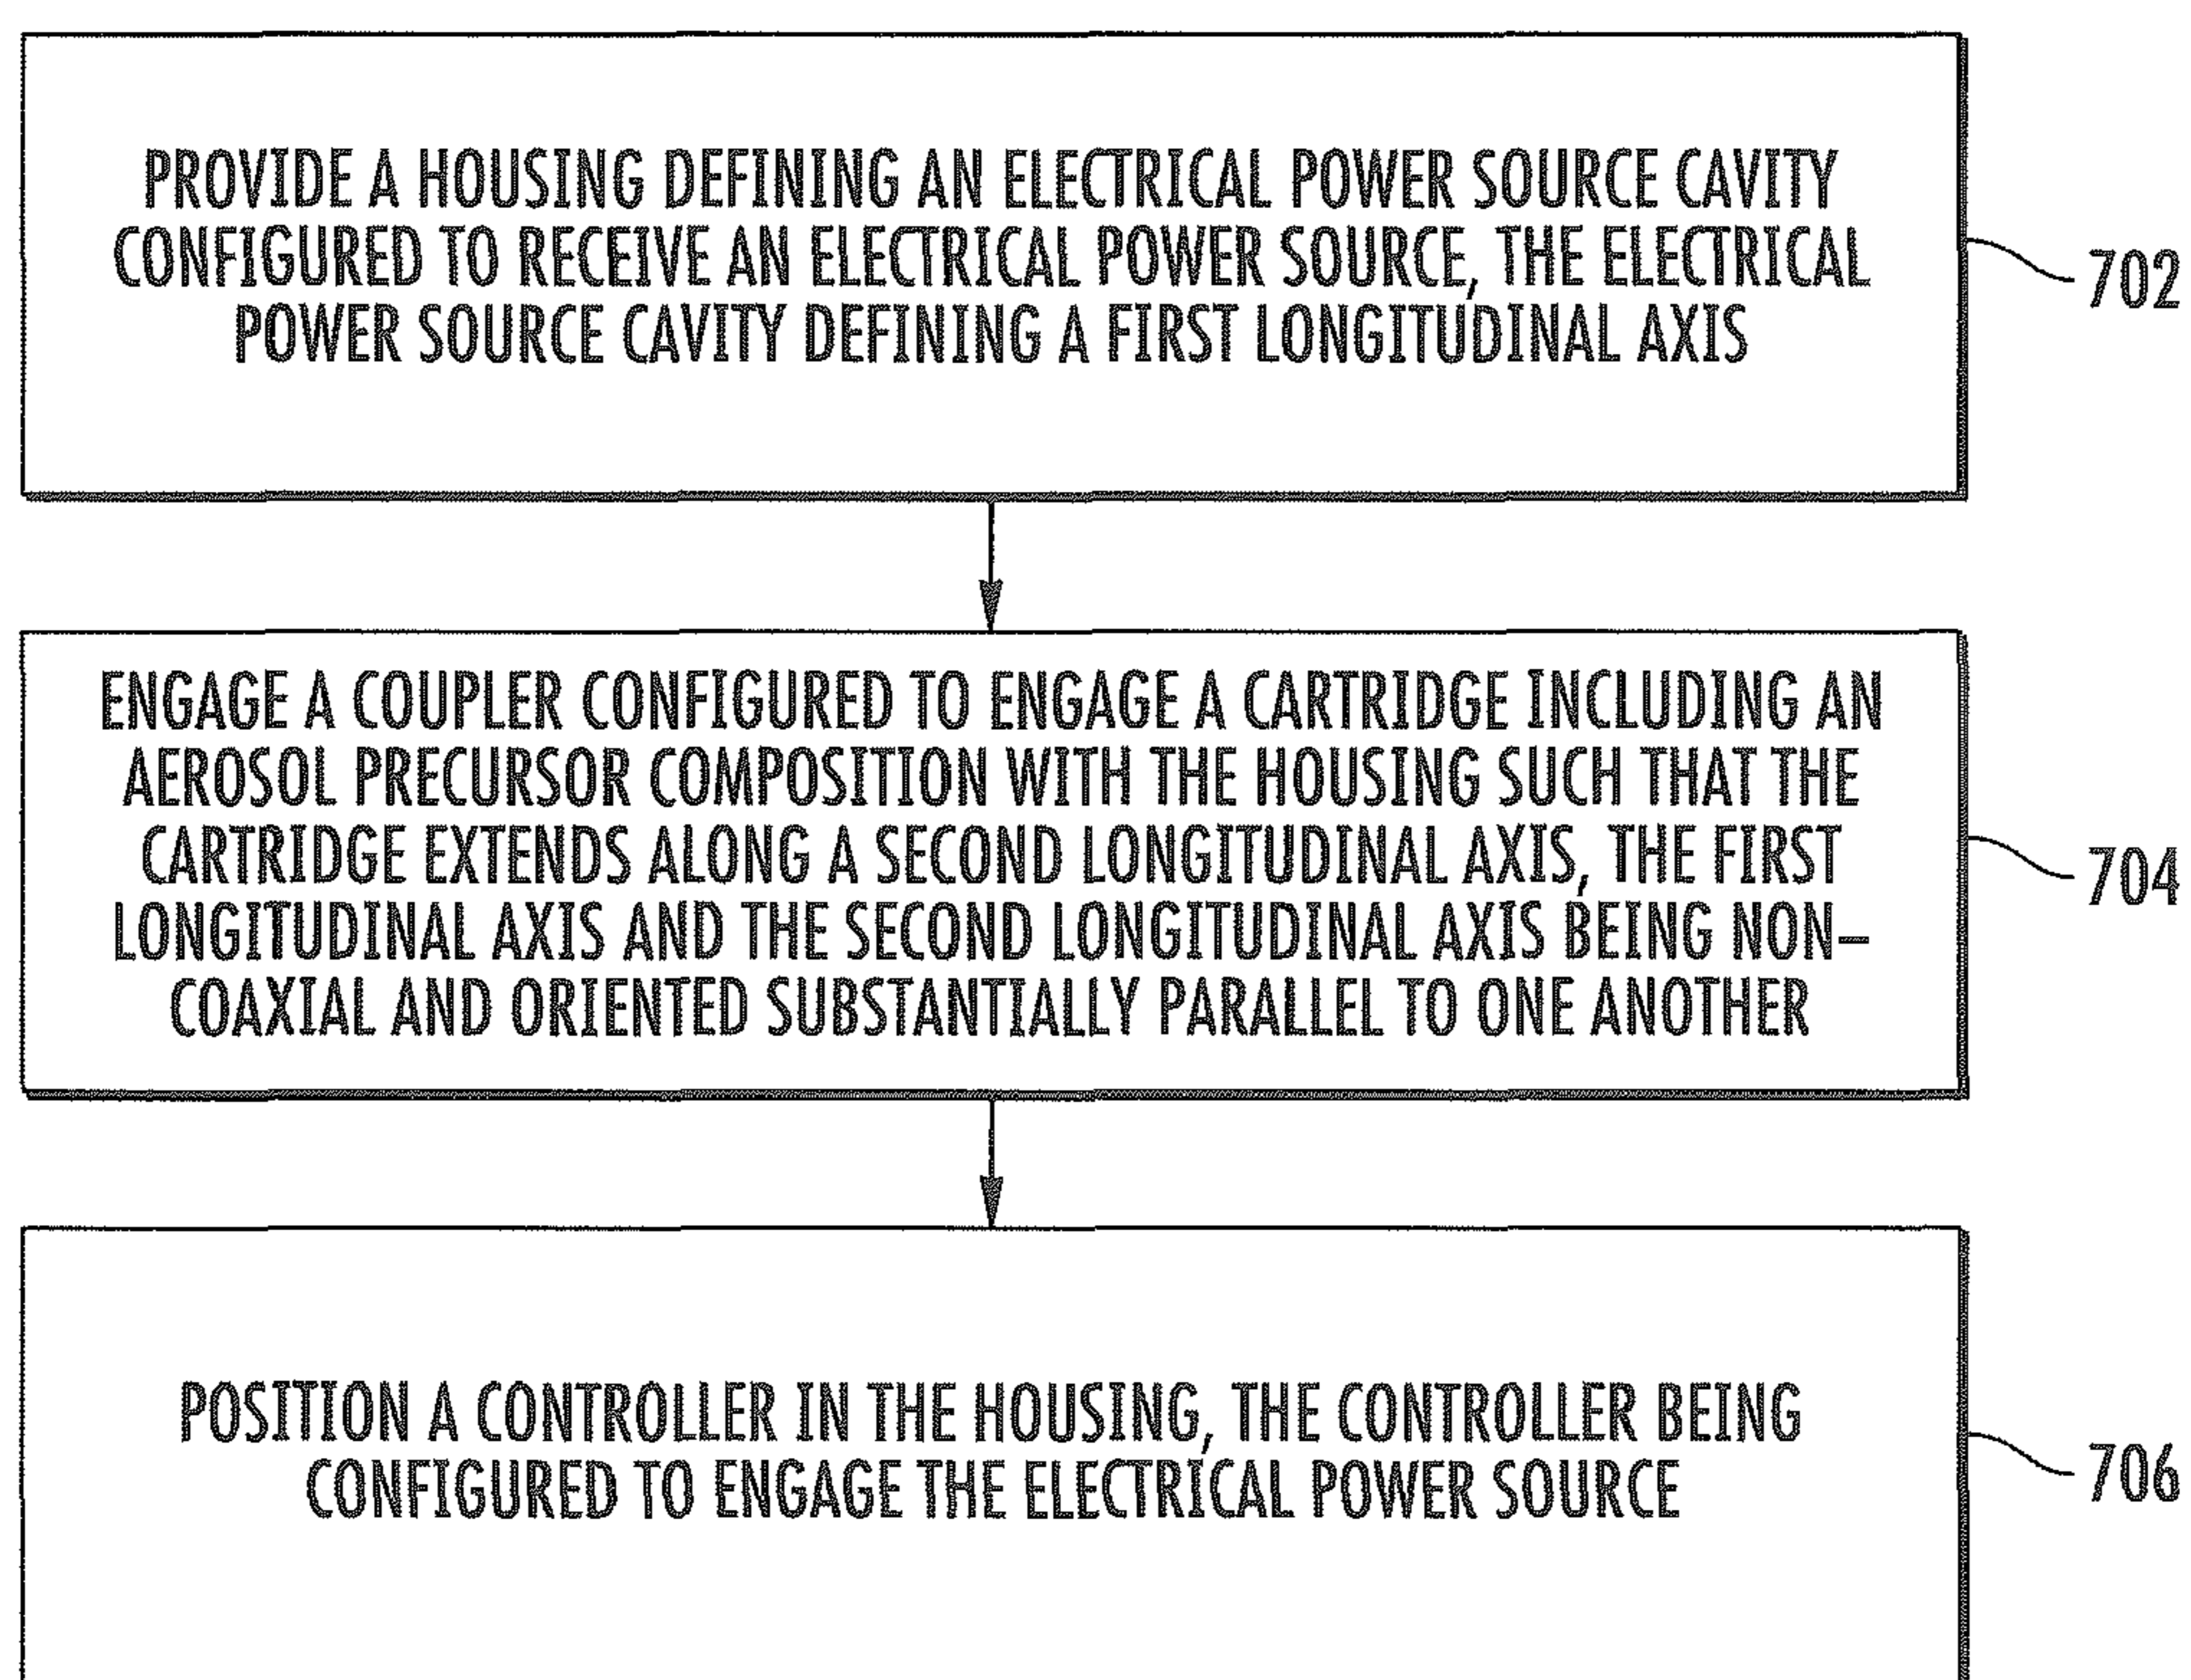 PROVIDE A HOUSING DEFINING AN ELECTRICAL POWER SOURCE CAVITY
CONFIGURED TO RECEIVE AN ELECTRICAL POWER SOURCE, THE ELECTRICAL
POWER SOURCE CAVITY DEFINING A FIRST LONGITUDINAL AXIS
702
ENGAGE A COUPLER CONFIGURED TO ENGAGE A CARTRIDGE INCLUDING AN
AEROSOL PRECURSOR COMPOSITION WITH THE HOUSING SUCH THAT THE
CARTRIDGE EXTENDS ALONG A SECOND LONGITUDINAL AXIS, THE FIRST
LONGITUDINAL AXIS AND THE SECOND LONGITUDINAL AXIS BEING NON–
COAXIAL AND ORIENTED SUBSTANTIALLY PARALLEL TO ONE ANOTHER
704
POSITION A CONTROLLER IN THE HOUSING, THE CONTROLLER BEING
CONFIGURED TO ENGAGE THE ELECTRICAL POWER SOURCE
706